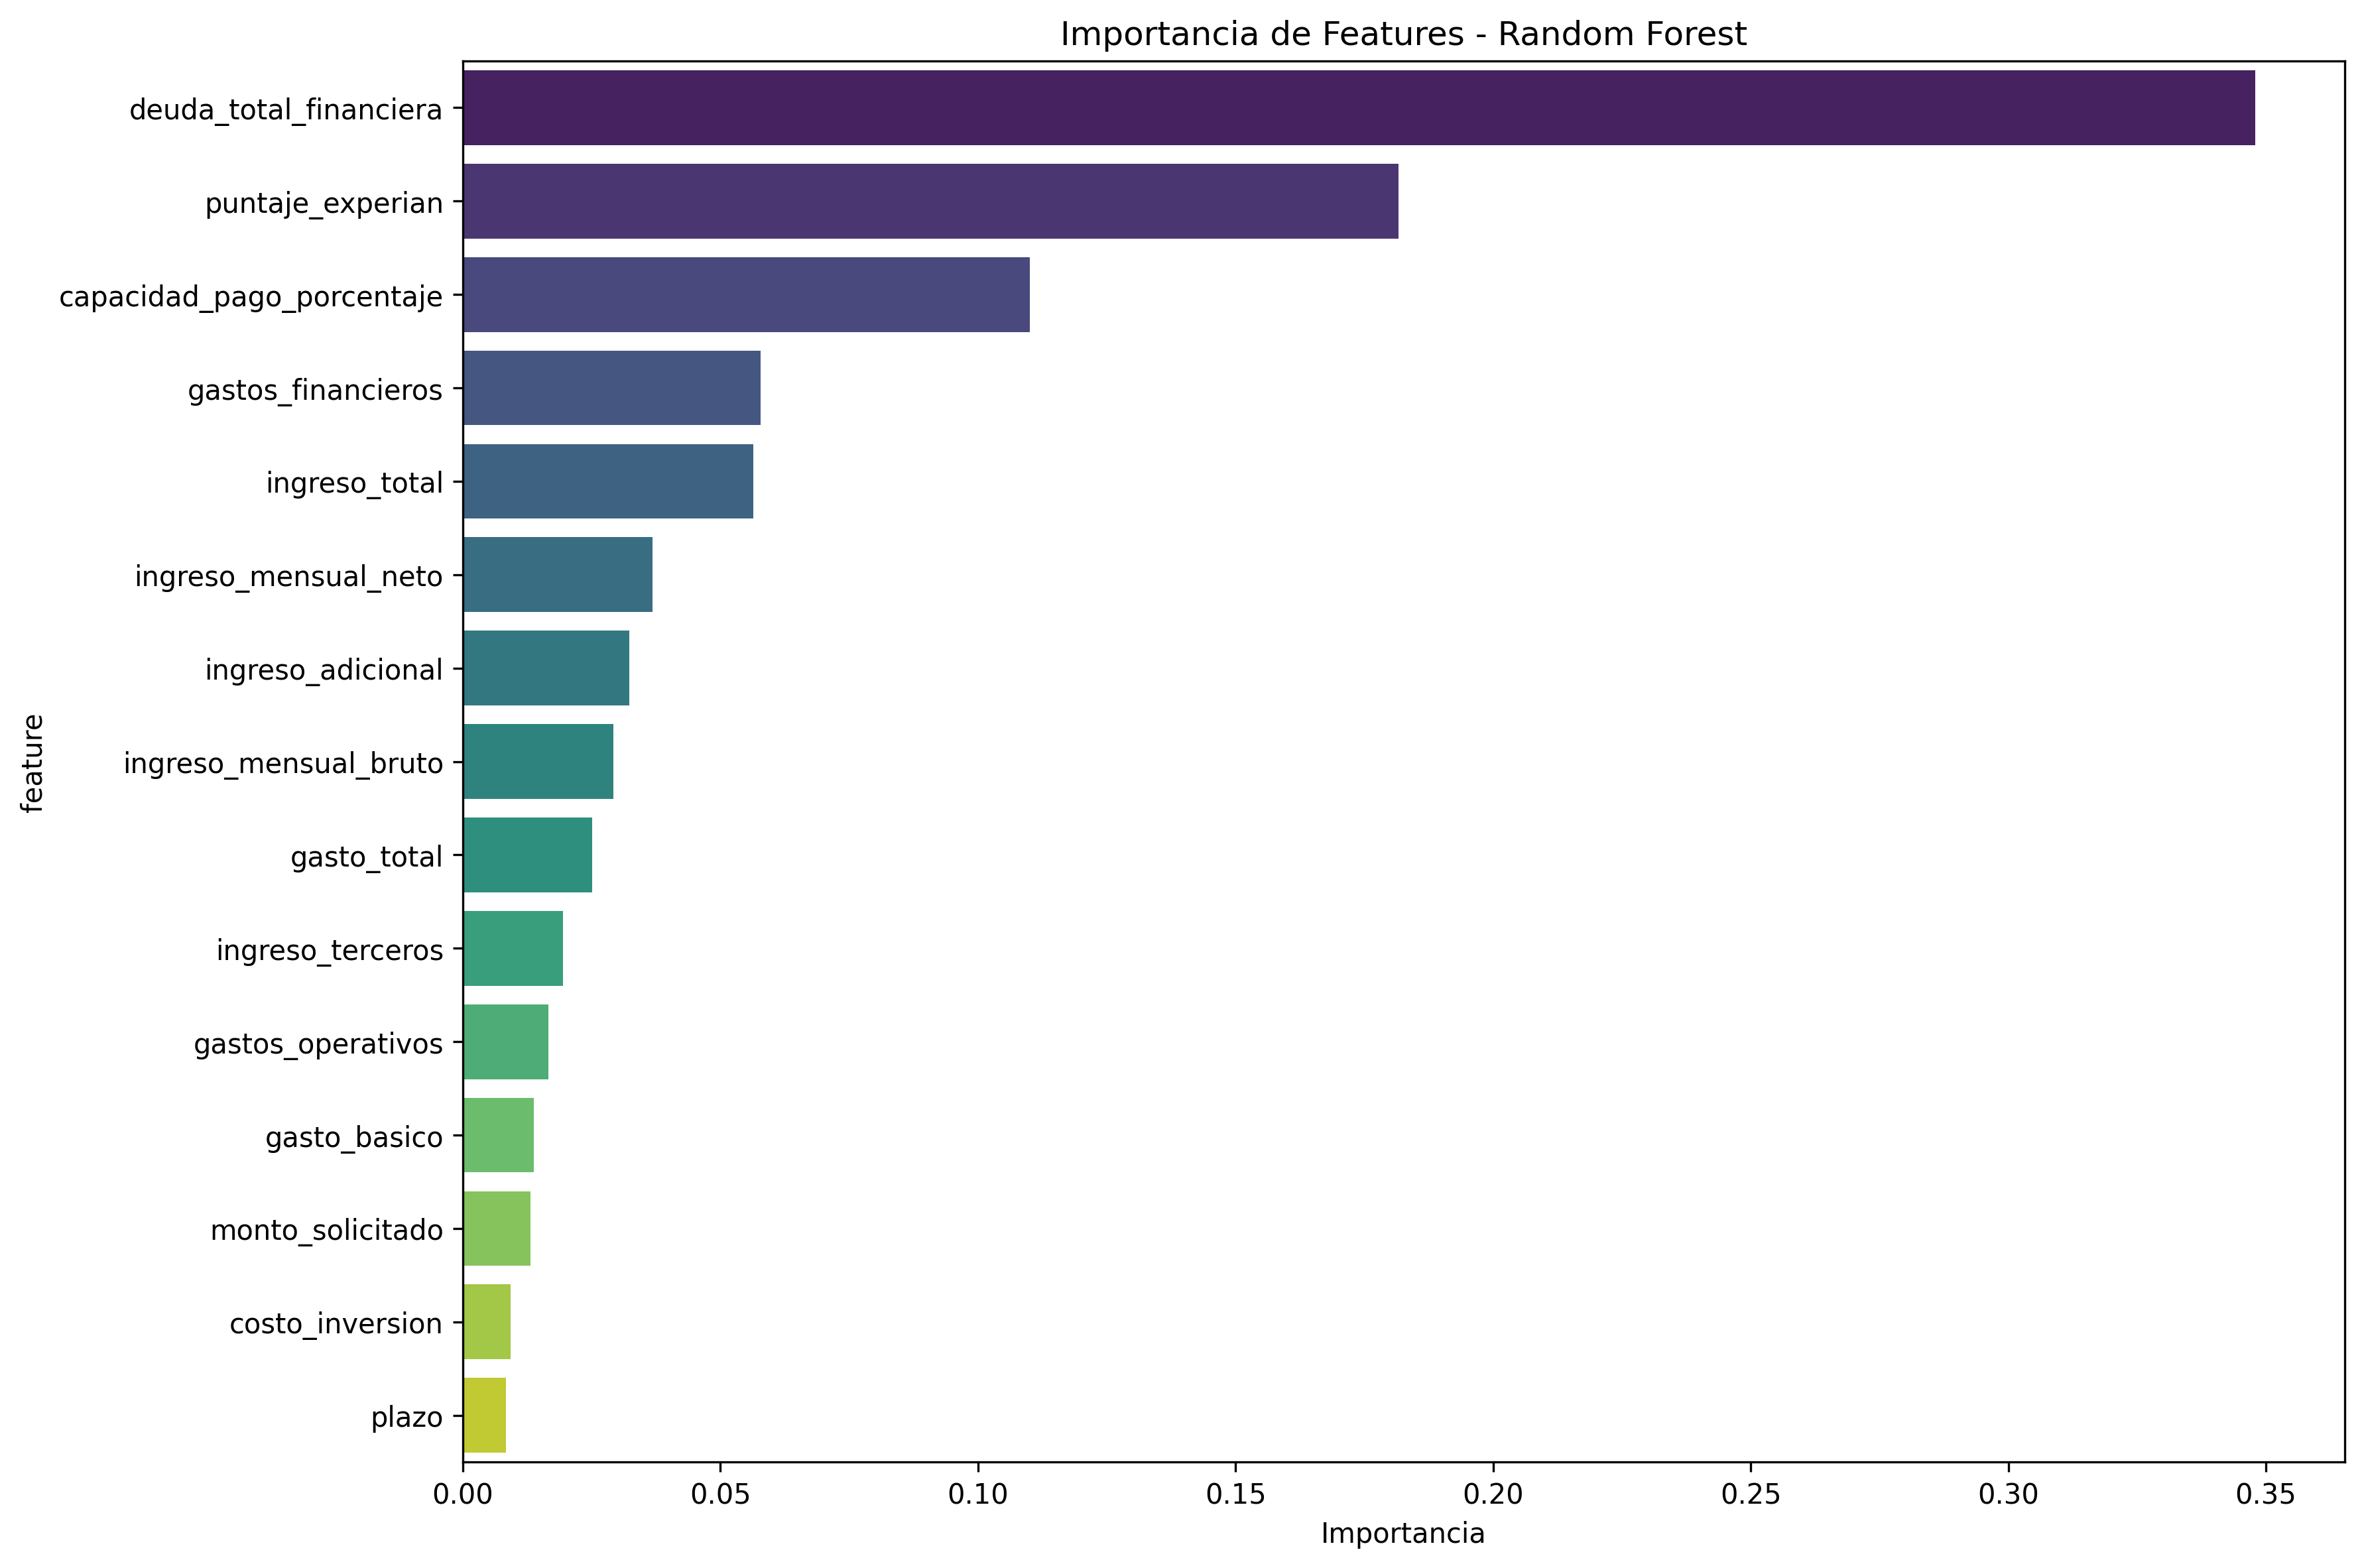 Importancia de Features - Random Forest
deuda_total_financiera
puntaje_experian
capacidad_pago_porcentaje
gastos_financieros
ingreso_total
ingreso_mensual_neto
ingreso_adicional
ingreso_mensual_bruto
gasto_total
ingreso_terceros
gastos_operativos
gasto_basico
monto_solicitado
costo_inversion
plazo
feature
0.00 0.05 0.10 0.15 0.20 0.25 0.30 0.35
Importancia